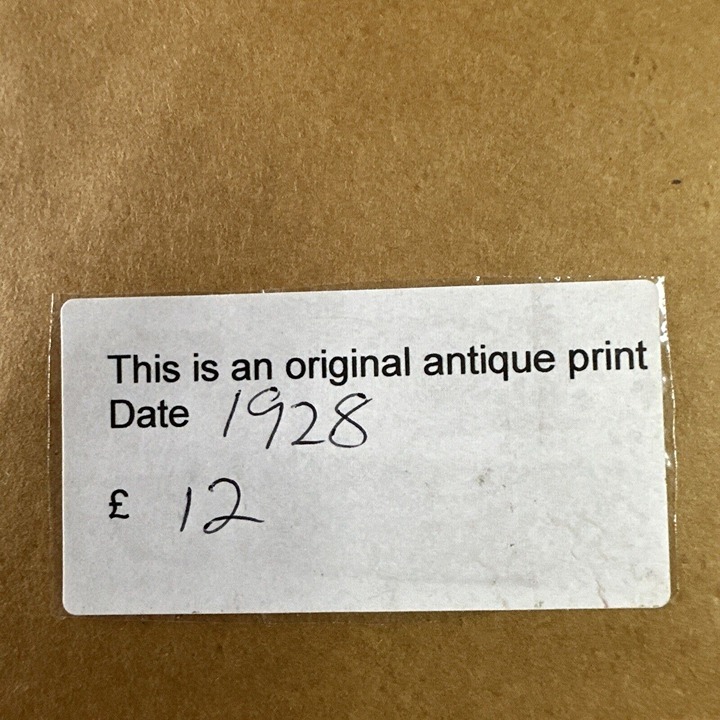 This is an original antique print
Date 1928
£ 12